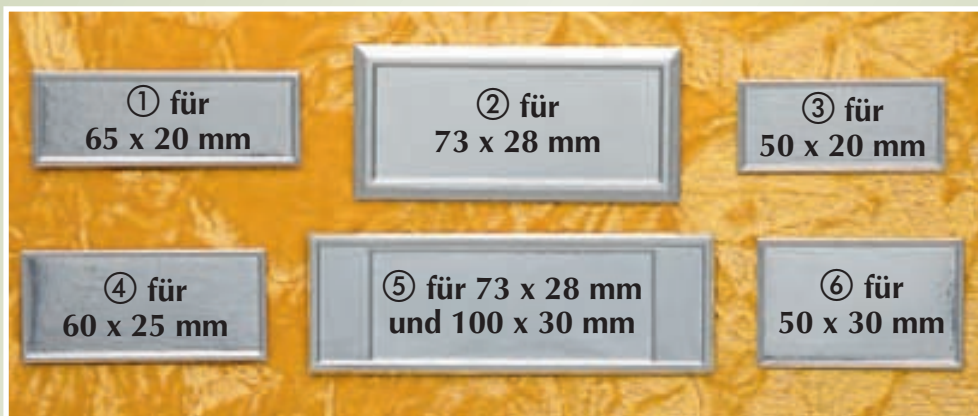 ① für
65 x 20 mm
② für
73 x 28 mm
③ für
50 x 20 mm
④ für
60 x 25 mm
⑤ für 73 x 28 mm
und 100 x 30 mm
⑥ für
50 x 30 mm